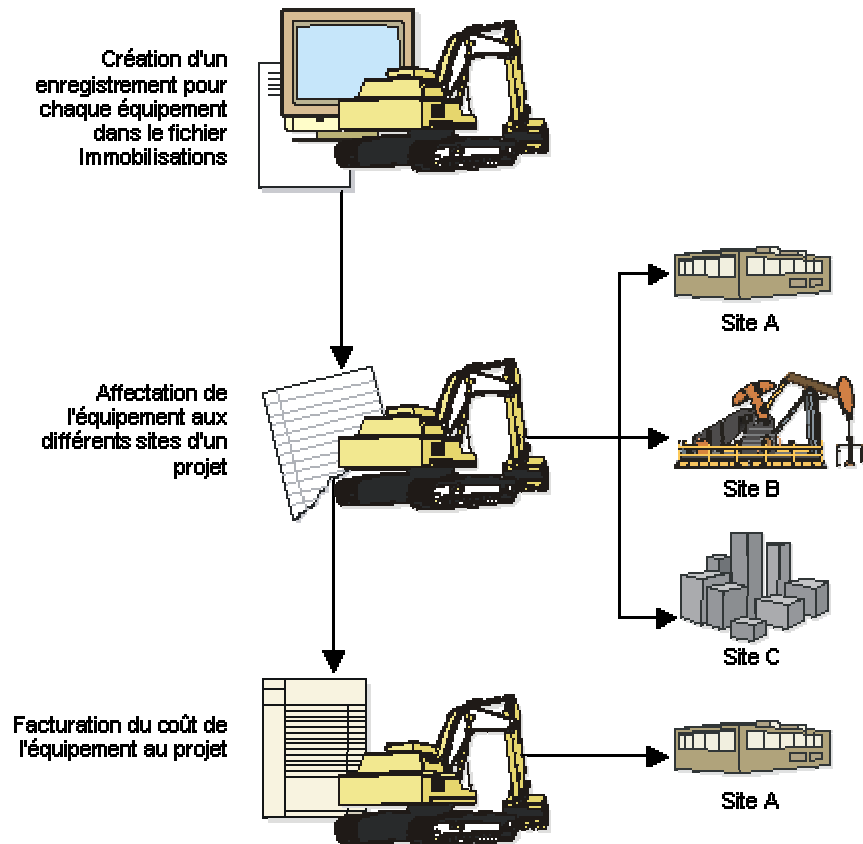 Création d'un
enregistrement pour
chaque équipement
dans le fichier
Immobilisations
Site A
Affectation de
l'équipement aux
différents sites d'un
projet
Site B
Site C
Facturation du coût de
l'équipement au projet
Site A